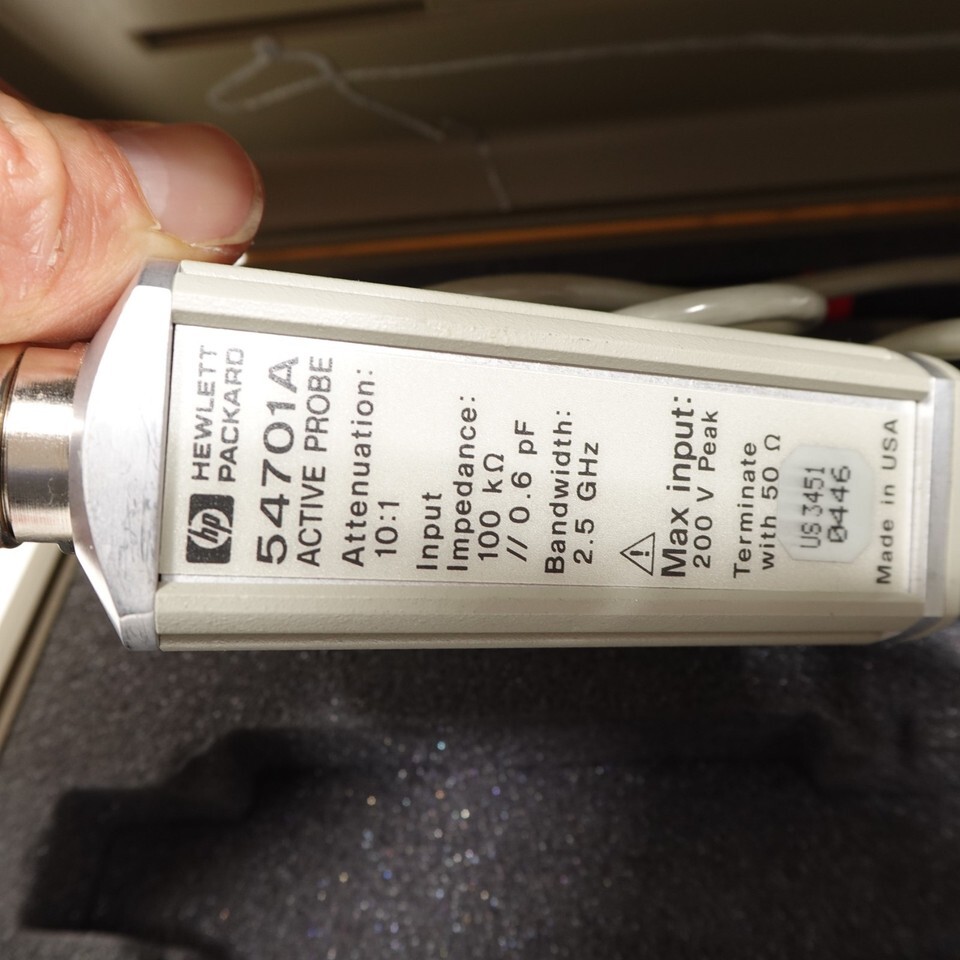 hp HEWLETT
PACKARD
54701A
ACTIVE PROBE
Attenuation:
10:1
Input
Impedance:
100 kΩ
// 0.6 pF
Bandwidth:
2.5 GHz
Max input:
200 V Peak
Terminate
with 50 Ω
US3451
0446
Made in USA